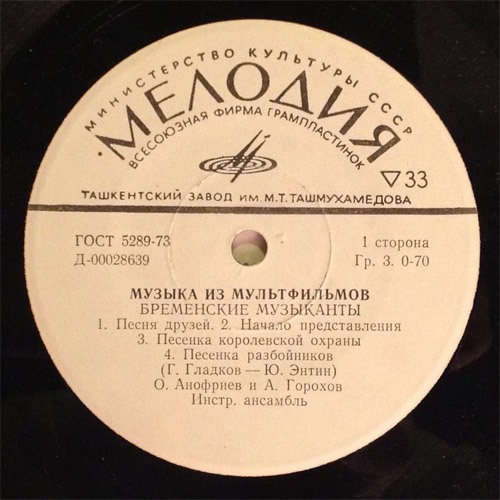 МИНИСТЕРСТВО КУЛЬТУРЫ СССР
МЕЛОДИЯ
ВСЕСОЮЗНАЯ ФИРМА ГРАМПЛАСТИНОК
▽33
ТАШКЕНТСКИЙ ЗАВОД ИМ. М.Т. ТАШМУХАМЕДОВА
ГОСТ 5289-73
Д-00028639
1 сторона
Гр. 3. 0-70
МУЗЫКА ИЗ МУЛЬТФИЛЬМОВ
БРЕМЕНСКИЕ МУЗЫКАНТЫ
1. Песня друзей. 2. Начало представления
3. Песенка королевской охраны
4. Песенка разбойников
(Г. Гладков — Ю. Энтин)
О. Анофриев и А. Горохов
Инстр. ансамбль